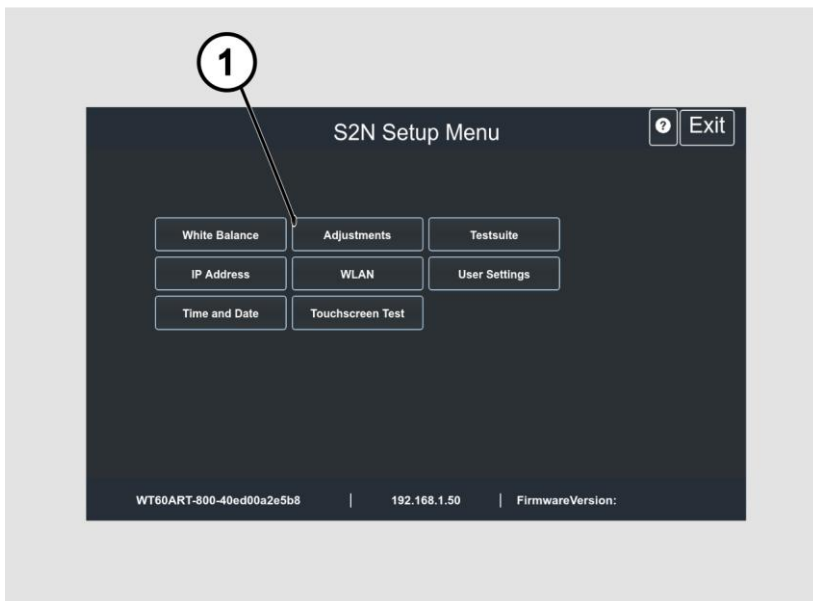 1
S2N Setup Menu ? Exit
White Balance Adjustments Testsuite
IP Address WLAN User Settings
Time and Date Touchscreen Test
WT60ART-800-40ed00a2e5b8 | 192.168.1.50 | FirmwareVersion: